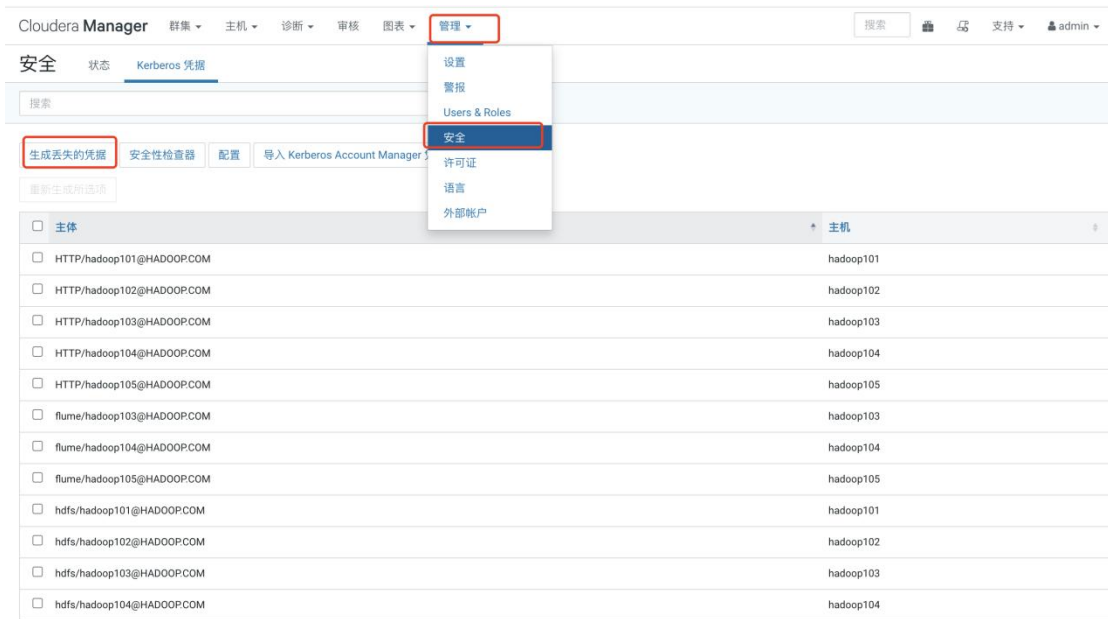 Cloudera Manager 群集 主机 诊断 审核 图表 管理 搜索 支持 admin
安全 状态 Kerberos 凭据
搜索
设置
警报
Users & Roles
安全
许可证
语言
外部帐户
生成丢失的凭据 安全性检查器 配置 导入 Kerberos Account Manager
重新生成所选项
主体 主机
HTTP/hadoop101@HADOOP.COM hadoop101
HTTP/hadoop102@HADOOP.COM hadoop102
HTTP/hadoop103@HADOOP.COM hadoop103
HTTP/hadoop104@HADOOP.COM hadoop104
HTTP/hadoop105@HADOOP.COM hadoop105
flume/hadoop103@HADOOP.COM hadoop103
flume/hadoop104@HADOOP.COM hadoop104
flume/hadoop105@HADOOP.COM hadoop105
hdfs/hadoop101@HADOOP.COM hadoop101
hdfs/hadoop102@HADOOP.COM hadoop102
hdfs/hadoop103@HADOOP.COM hadoop103
hdfs/hadoop104@HADOOP.COM hadoop104